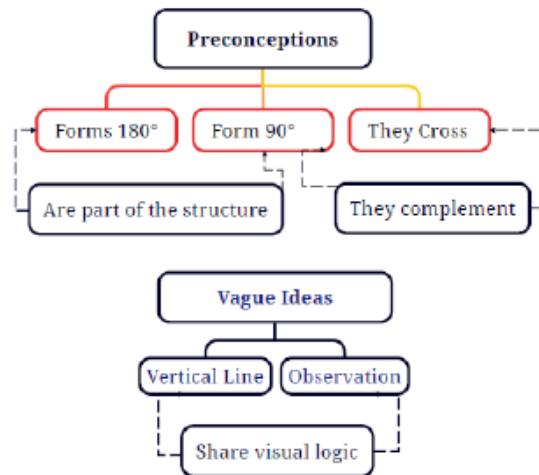 Preconceptions
Forms 180°
Form 90°
They Cross
Are part of the structure
They complement
Vague Ideas
Vertical Line
Observation
Share visual logic